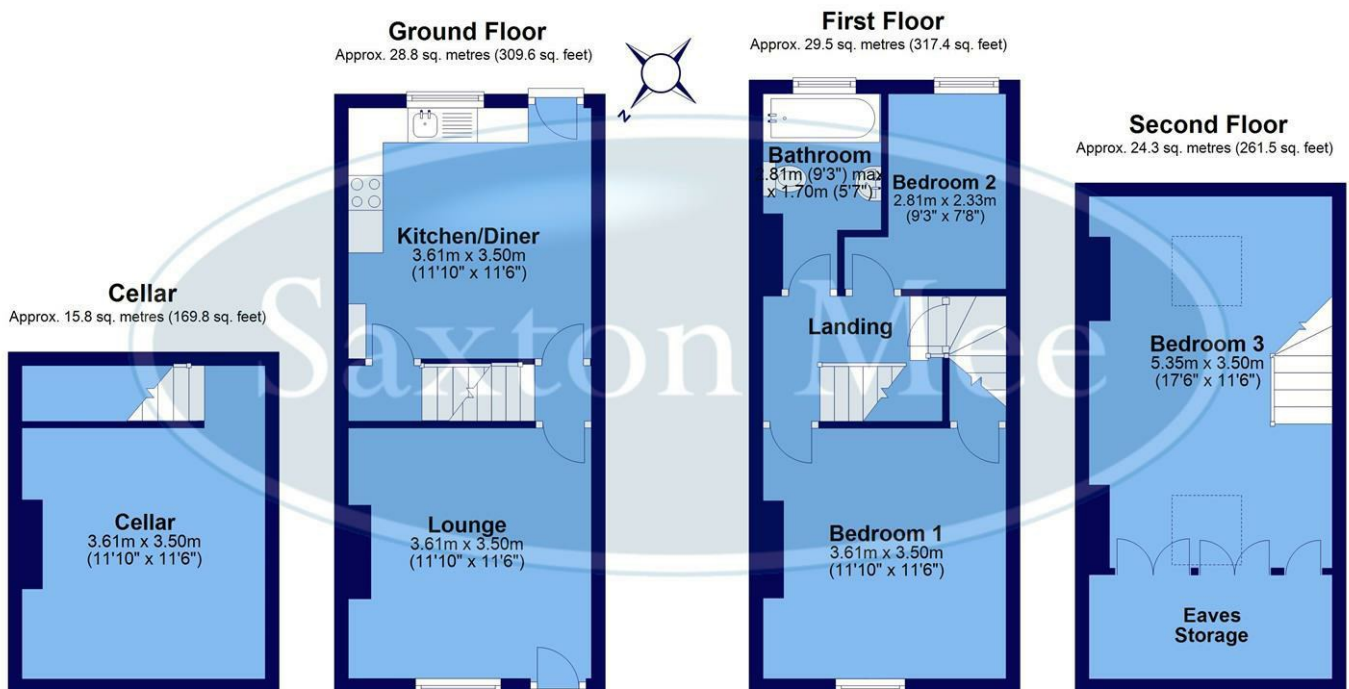 Ground Floor
Approx. 28.8 sq. metres (309.6 sq. feet)
First Floor
Approx. 29.5 sq. metres (317.4 sq. feet)
Second Floor
Approx. 24.3 sq. metres (261.5 sq. feet)
Cellar
Approx. 15.8 sq. metres (169.8 sq. feet)
N
Kitchen/Diner
3.61m x 3.50m
(11'10" x 11'6")
Bathroom
.81m (9'3") max
x 1.70m (5'7")
Bedroom 2
2.81m x 2.33m
(9'3" x 7'8")
Landing
Bedroom 3
5.35m x 3.50m
(17'6" x 11'6")
Saxton Mee
Cellar
3.61m x 3.50m
(11'10" x 11'6")
Lounge
3.61m x 3.50m
(11'10" x 11'6")
Bedroom 1
3.61m x 3.50m
(11'10" x 11'6")
Eaves
Storage